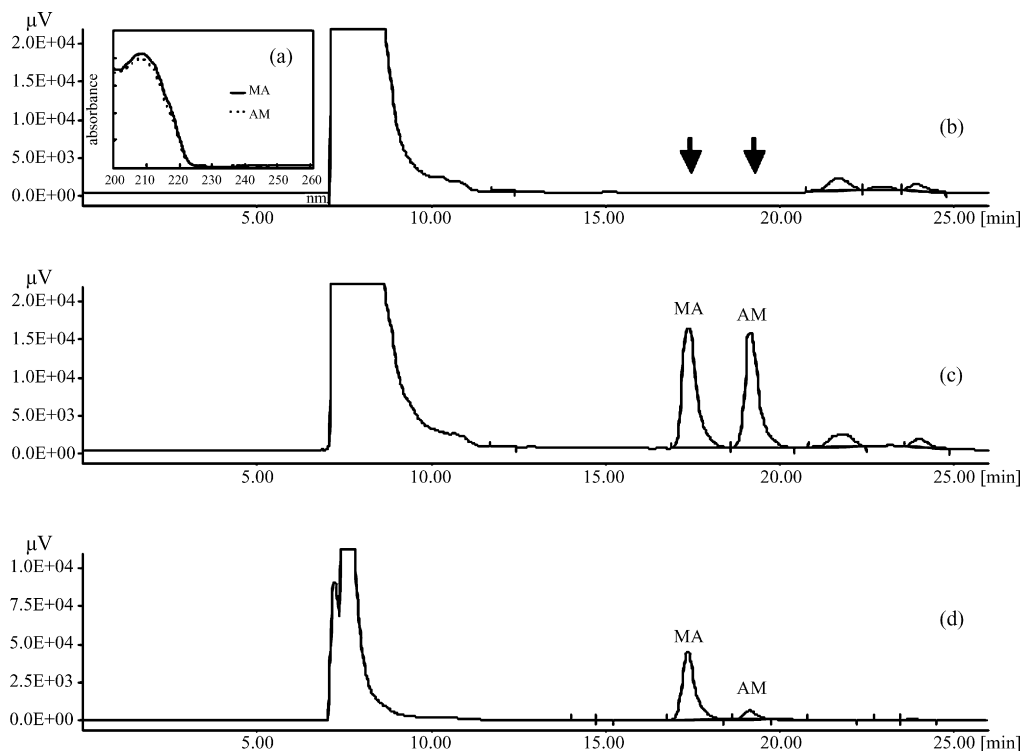 μV
2.0E+04
1.5E+04
1.0E+04
5.0E+03
0.0E+00
absorbance
(a)
MA
AM
200 210 220 230 240 250 260
nm
(b)
5.00 10.00 15.00 20.00 25.00 [min]
μV
2.0E+04
1.5E+04
1.0E+04
5.0E+03
0.0E+00
MA AM
(c)
5.00 10.00 15.00 20.00 25.00 [min]
μV
1.0E+04
7.5E+03
5.0E+03
2.5E+03
0.0E+00
MA
AM
(d)
5.00 10.00 15.00 20.00 25.00 [min]